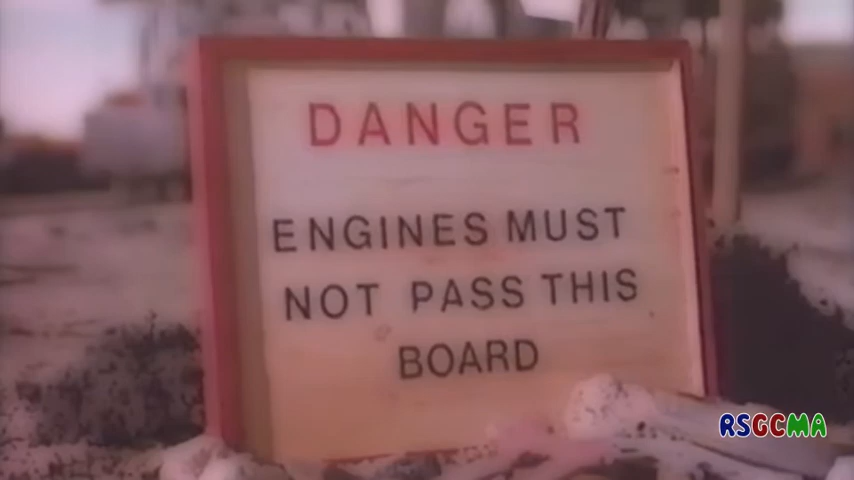 DANGER
ENGINES MUST
NOT PASS THIS
BOARD
RSGCMA